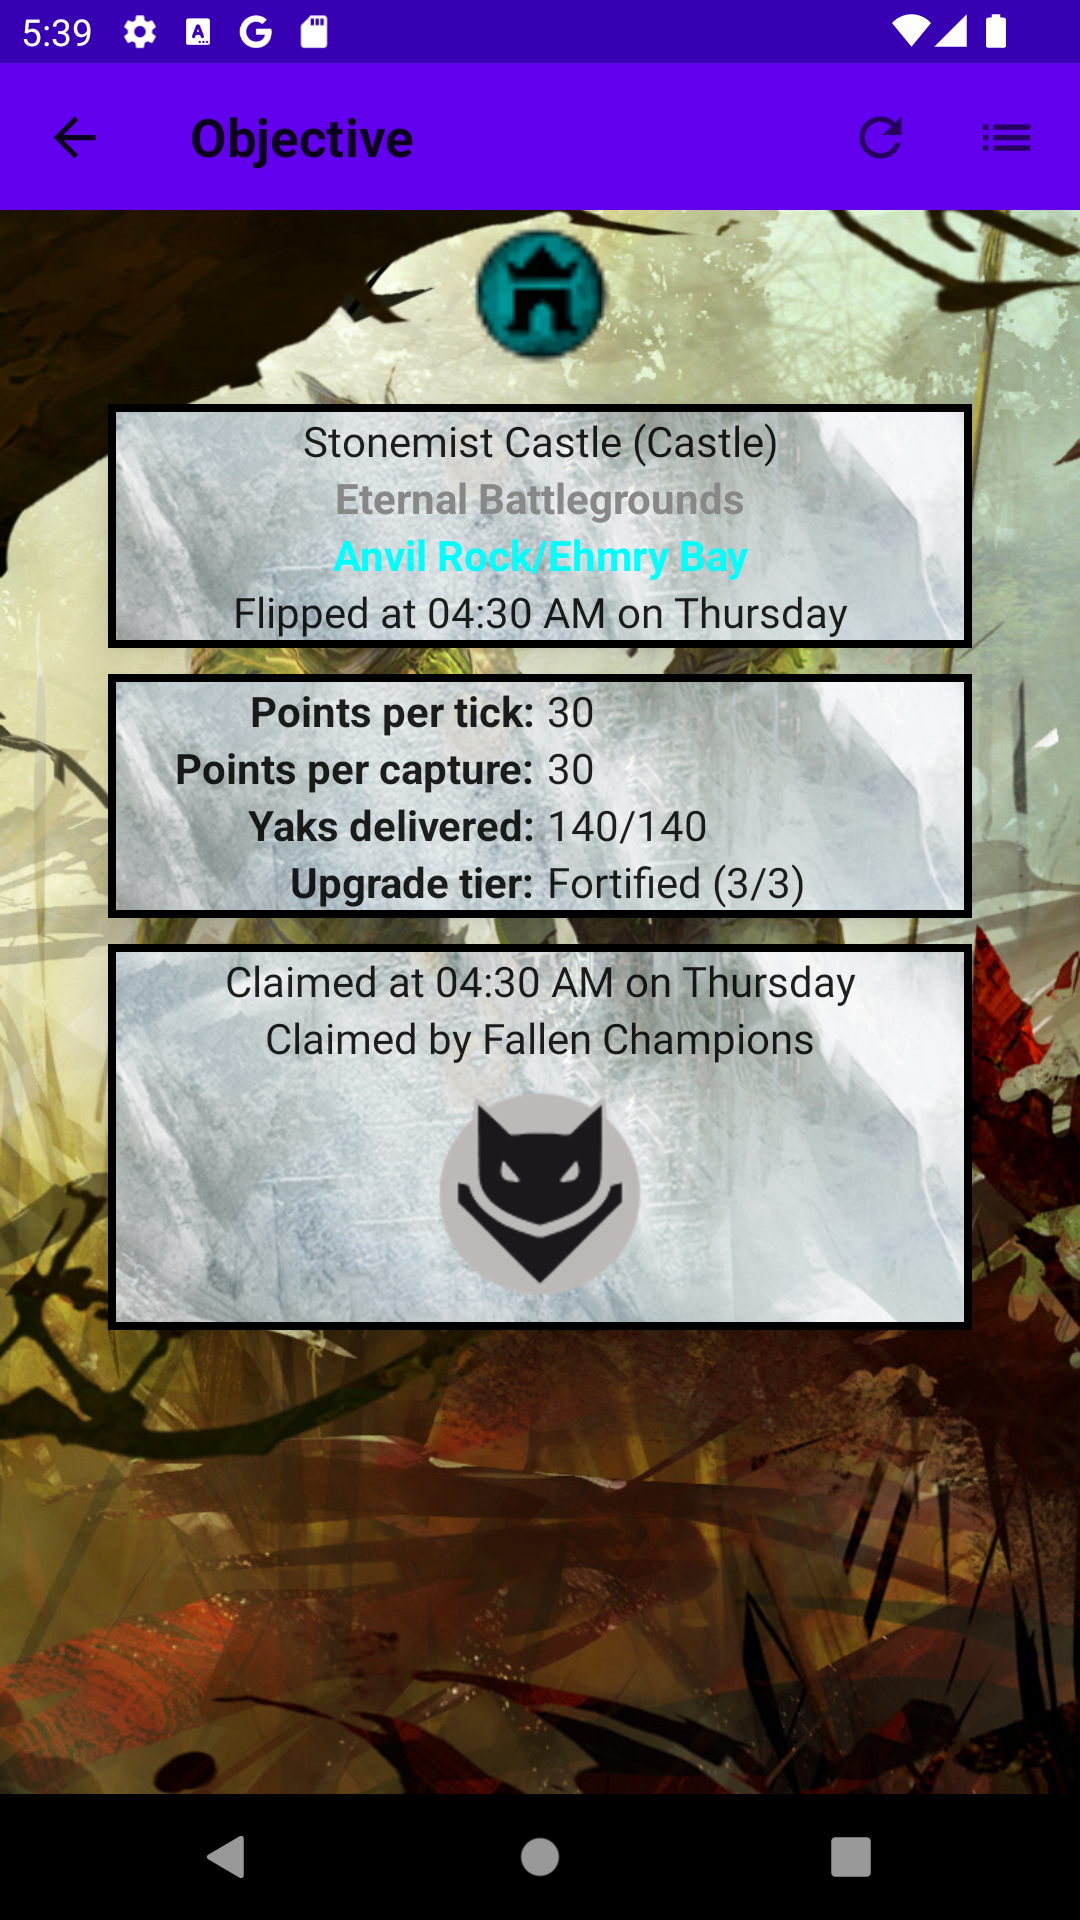 5:39
Objective
Stonemist Castle (Castle)
Eternal Battlegrounds
Anvil Rock/Ehmry Bay
Flipped at 04:30 AM on Thursday
Points per tick: 30
Points per capture: 30
Yaks delivered: 140/140
Upgrade tier: Fortified (3/3)
Claimed at 04:30 AM on Thursday
Claimed by Fallen Champions